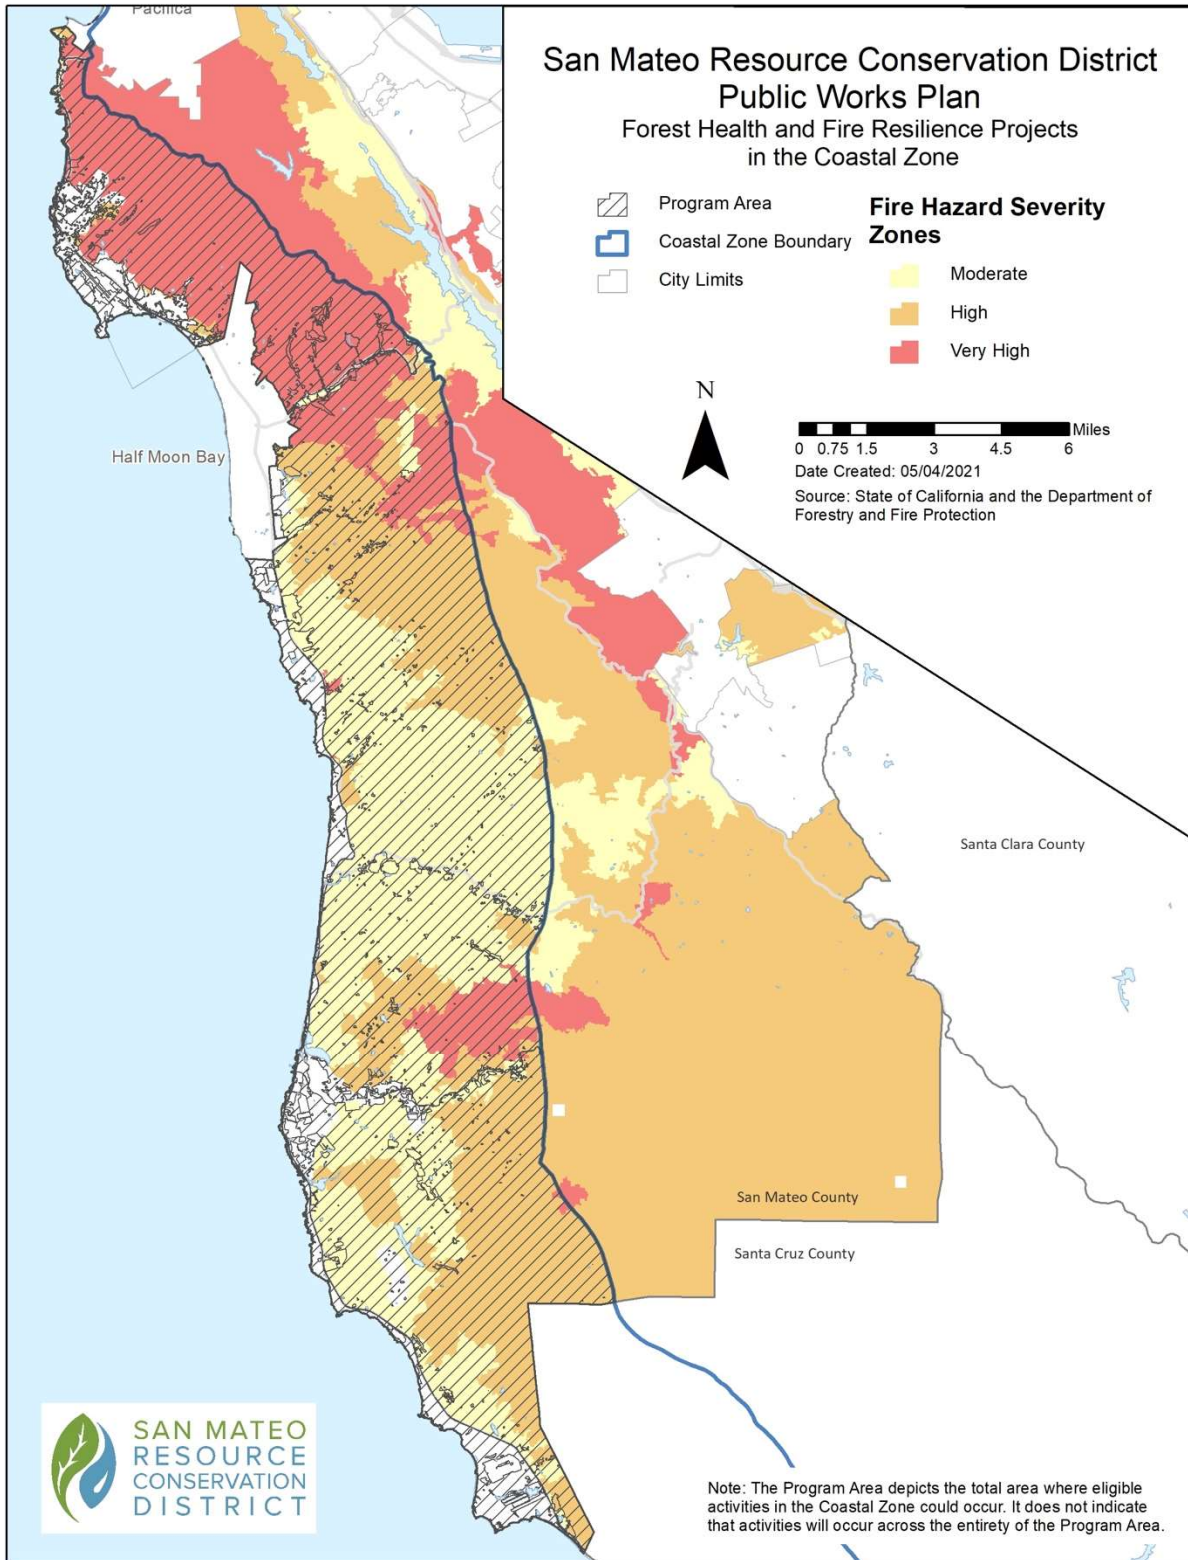 Pacifica
San Mateo Resource Conservation District
Public Works Plan
Forest Health and Fire Resilience Projects
in the Coastal Zone
Program Area
Coastal Zone Boundary
City Limits
Fire Hazard Severity
Zones
Moderate
High
Very High
N
0 0.75 1.5 3 4.5 6 Miles
Date Created: 05/04/2021
Source: State of California and the Department of
Forestry and Fire Protection
Half Moon Bay
Santa Clara County
San Mateo County
Santa Cruz County
SAN MATEO
RESOURCE
CONSERVATION
DISTRICT
Note: The Program Area depicts the total area where eligible
activities in the Coastal Zone could occur. It does not indicate
that activities will occur across the entirety of the Program Area.